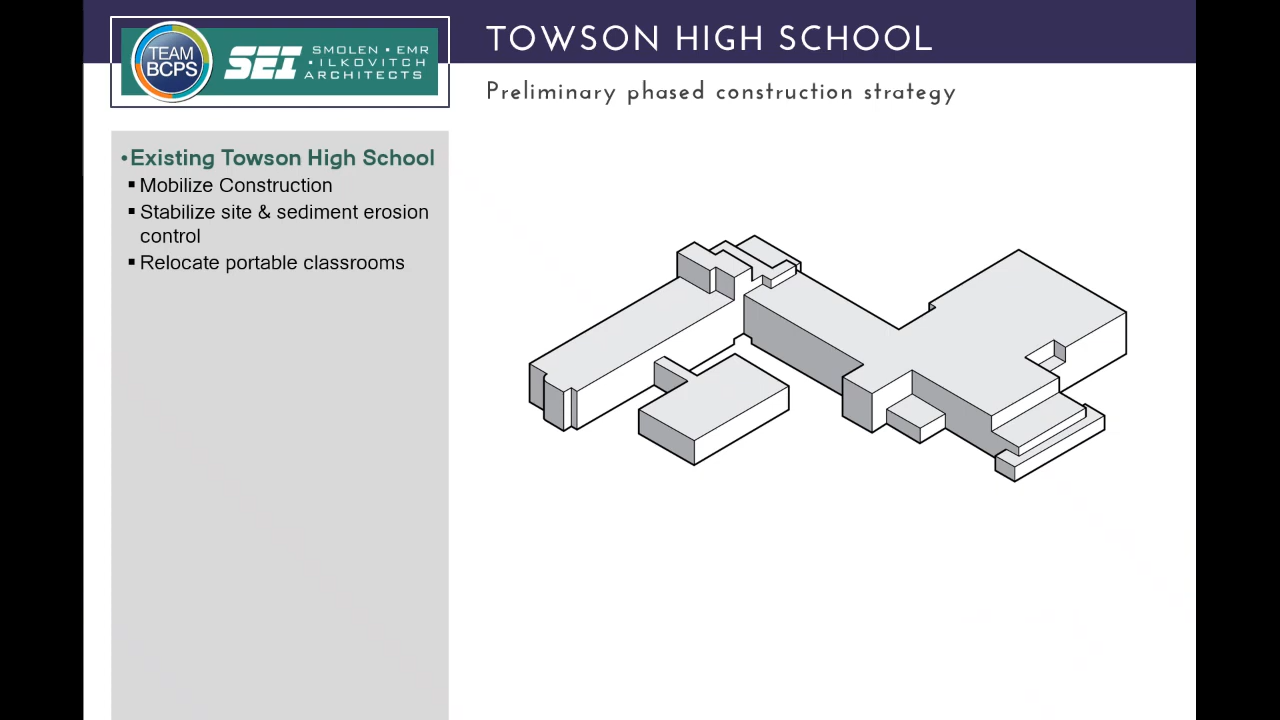 TOWSON HIGH SCHOOL
TEAM
BCPS
SEI
SMOLEN • EMR
• ILKOVITCH
ARCHITECTS
Preliminary phased construction strategy
•Existing Towson High School
▪ Mobilize Construction
▪ Stabilize site & sediment erosion
control
▪ Relocate portable classrooms